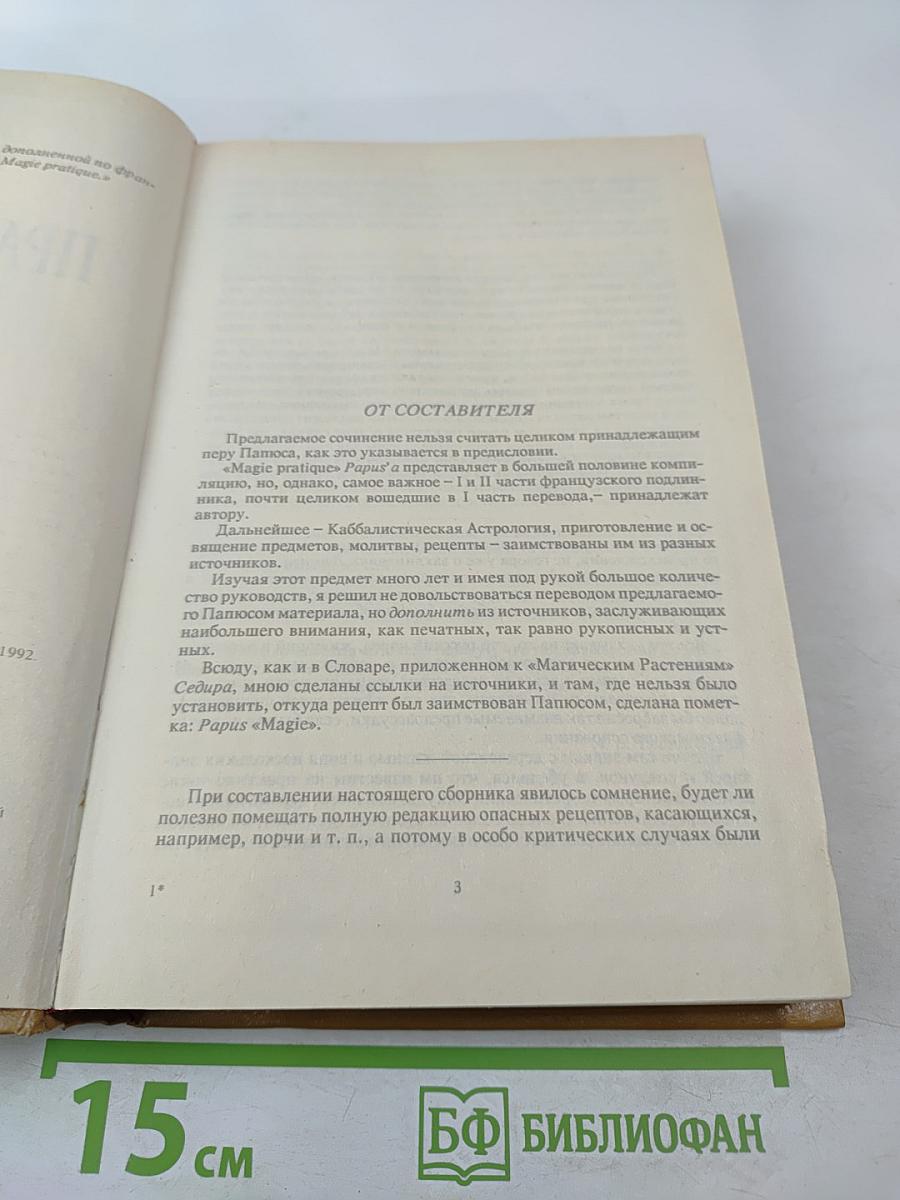 дополненной по фран-
Magie pratique.»
ПРА
1992.
й
ОТ СОСТАВИТЕЛЯ
Предлагаемое сочинение нельзя считать целиком принадлежащим
перу Папюса, как это указывается в предисловии.
«Magie pratique» Papus'a представляет в большей половине компи-
ляцию, но, однако, самое важное – I и II части французского подлин-
ника, почти целиком вошедшие в I часть перевода,– принадлежат
автору.
Дальнейшее – Каббалистическая Астрология, приготовление и ос-
вящение предметов, молитвы, рецепты – заимствованы им из разных
источников.
Изучая этот предмет много лет и имея под рукой большое количе-
ство руководств, я решил не довольствоваться переводом предлагаемо-
го Папюсом материала, но дополнить из источников, заслуживающих
наибольшего внимания, как печатных, так равно рукописных и уст-
ных.
Всюду, как и в Словаре, приложенном к «Магическим Растениям»
Седира, мною сделаны ссылки на источники, и там, где нельзя было
установить, откуда рецепт был заимствован Папюсом, сделана помет-
ка: Papus «Magie».
При составлении настоящего сборника явилось сомнение, будет ли
полезно помещать полную редакцию опасных рецептов, касающихся,
например, порчи и т. п., а потому в особо критических случаях были
1*
3
15 см
БФ БИБЛИОФАН